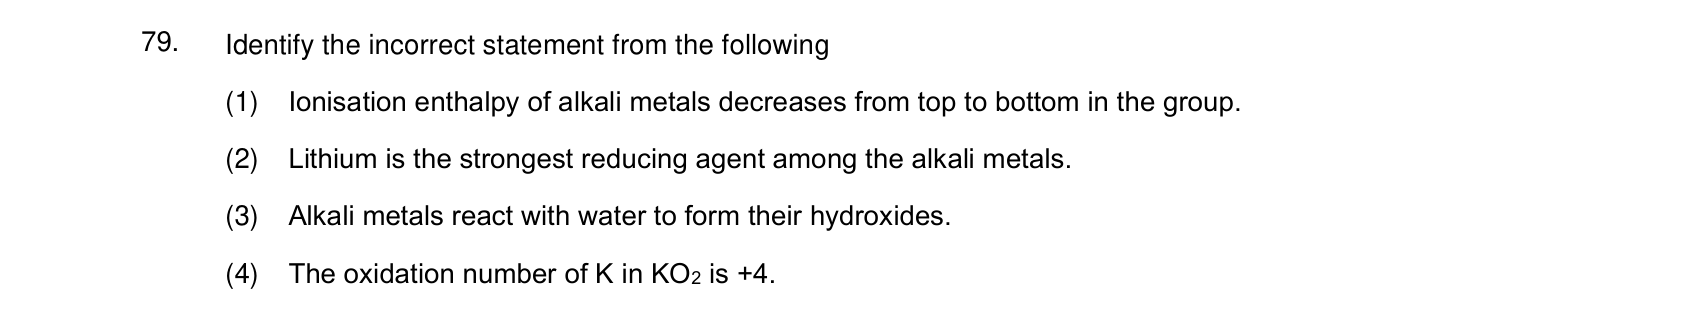 79. Identify the incorrect statement from the following
(1) Ionisation enthalpy of alkali metals decreases from top to bottom in the group.
(2) Lithium is the strongest reducing agent among the alkali metals.
(3) Alkali metals react with water to form their hydroxides.
(4) The oxidation number of K in KO₂ is +4.